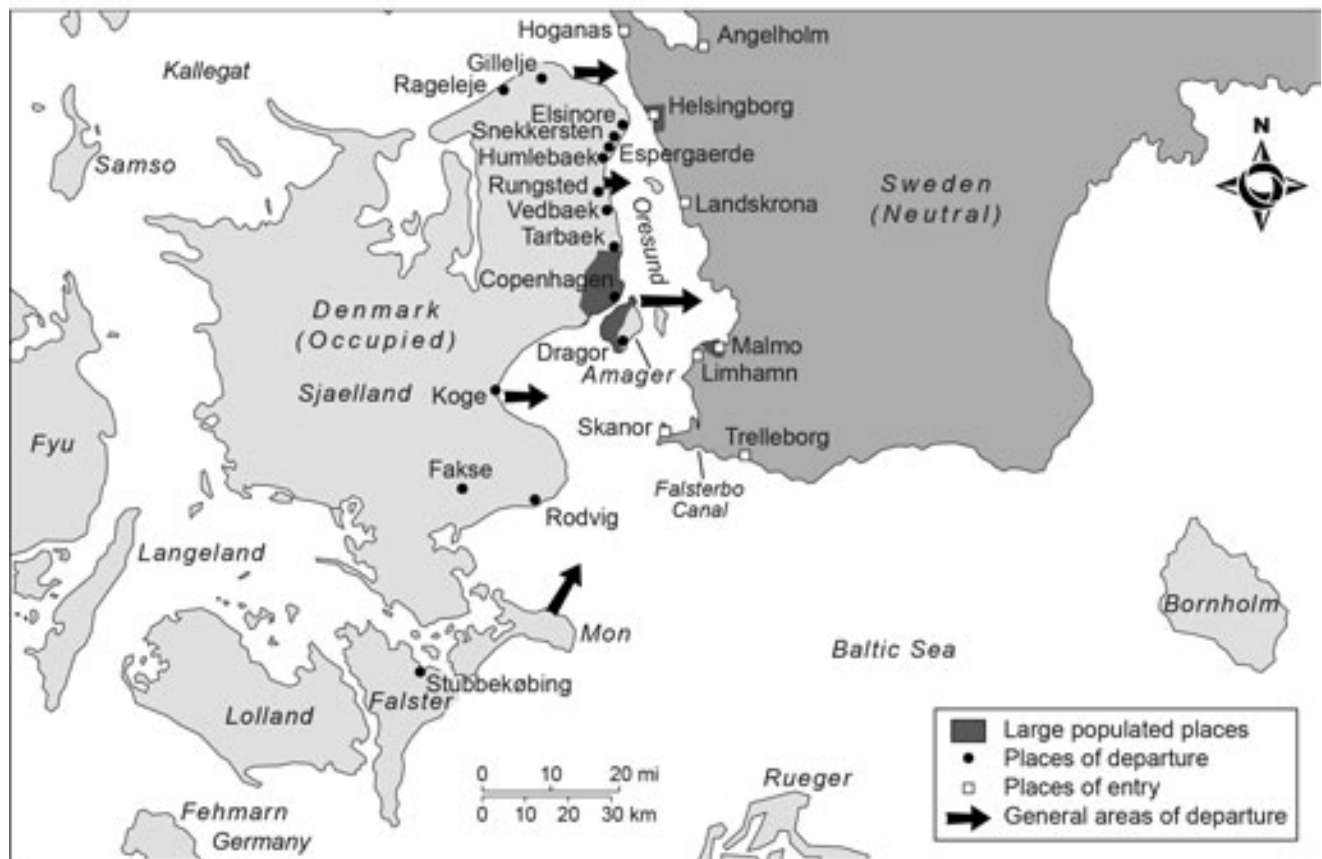 Hoganas
Angelholm
Kallegat
Gillelje
Rageleje
Elsinore
Helsingborg
Snekkersten
Samso
Humlebaek
Espergaerde
N
Rungsted
Sweden
(Neutral)
Vedbaek
Landskrona
Oresund
Tarbaek
Copenhagen
Denmark
(Occupied)
Dragor
Malmo
Amager
Limhamn
Sjaelland
Koge
Skanor
Trelleborg
Fyu
Fakse
Falsterbo
Canal
Rodvig
Langeland
Bornholm
Mon
Baltic Sea
Stubbekøbing
Falster
Lolland
Large populated places
Places of departure
Places of entry
General areas of departure
0 10 20 mi
0 10 20 30 km
Rueger
Fehmarn
Germany